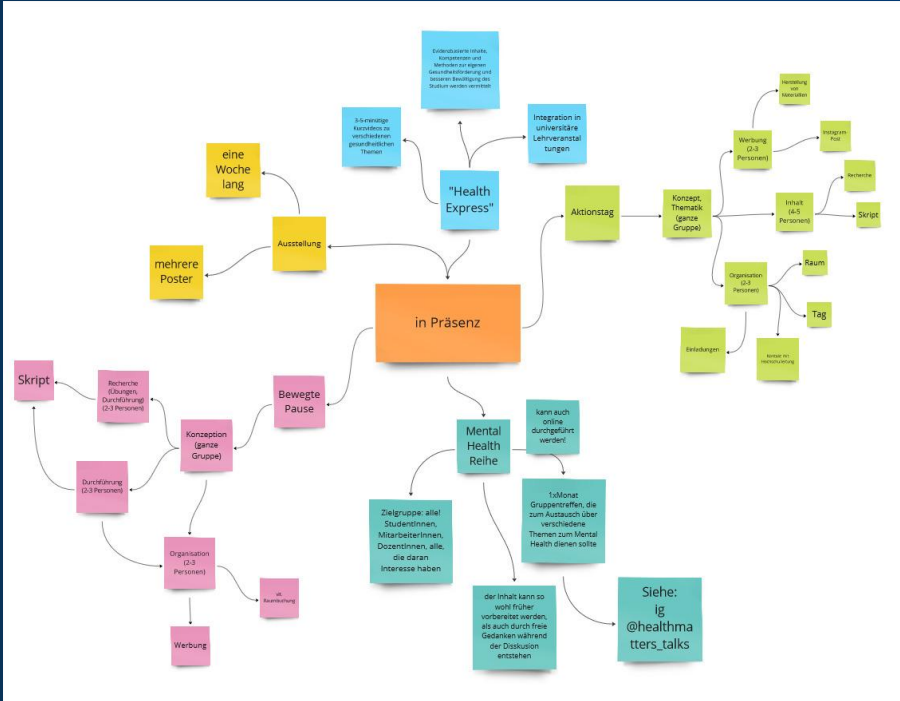 Evidenzbasierte Inhalte,
Kompetenzen und
Methoden zur eigenen
Gesundheitsförderung und
besseren Bewältigung des
Studium werden vermittelt
3-5-minütige
Kurzvideos zu
verschiedenen
gesundheitlichen
Themen
Integration in
universitäre
Lehrveranstal
tungen
"Health
Express"
eine
Woche
lang
Ausstellung
mehrere
Poster
in Präsenz
Aktionstag
Konzept,
Thematik
(ganze
Gruppe)
Werbung
(2-3
Personen)
Herstellung
von
Materialien
Instagram-
Post
Inhalt
(4-5
Personen)
Recherche
Skript
Organisation
(2-3
Personen)
Raum
Tag
Kontakt mit
Hochschulleitung
Einladungen
Bewegte
Pause
Konzeption
(ganze
Gruppe)
Recherche
(Übungen,
Durchführung)
(2-3 Personen)
Skript
Durchführung
(2-3 Personen)
Organisation
(2-3
Personen)
Raumbuchung
Werbung
Mental
Health
Reihe
kann auch
online
durchgeführt
werden!
Zielgruppe: alle!
StudentInnen,
MitarbeiterInnen,
DozentInnen, alle,
die daran
Interesse haben
1xMonat
Gruppentreffen, die
zum Austausch über
verschiedene
Themen zum Mental
Health dienen sollte
der Inhalt kann so
wohl früher
vorbereitet werden,
als auch durch freie
Gedanken während
der Disskusion
entstehen
Siehe:
ig
@healthma
tters_talks